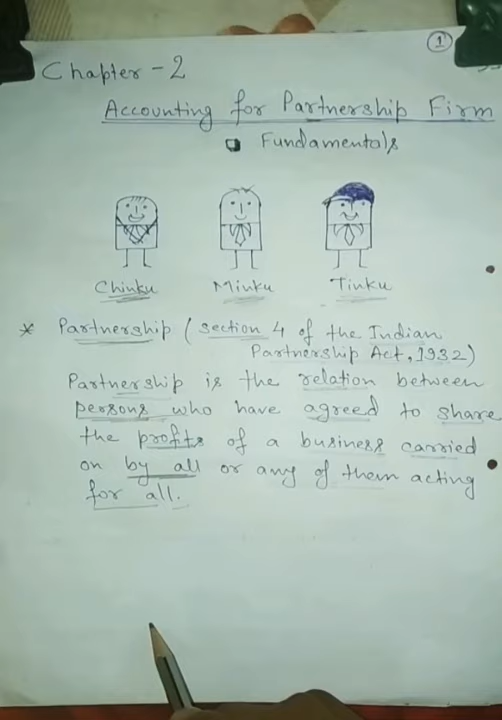 1
Chapter - 2
Accounting for Partnership Firm
Fundamentals
Chinku Minku Tinku
* Partnership (section 4 of the Indian
Partnership Act, 1932)
Partnership is the relation between
persons who have agreed to share
the profits of a business carried
on by all or any of them acting
for all.